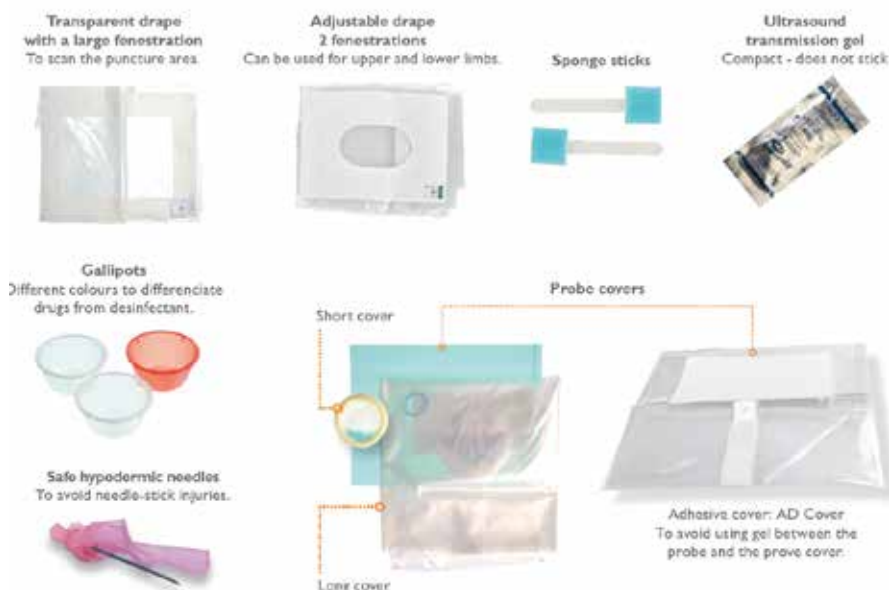 Transparent drape
with a large fenestration
To scan the puncture area.
Adjustable drape
2 fenestrations
Can be used for upper and lower limbs.
Sponge sticks
Ultrasound
transmission gel
Compact - does not stick
Gallipots
Different colours to differenciate
drugs from desinfectant.
Probe covers
Short cover
Safe hypodermic needles
To avoid needle-stick injuries.
Long cover
Adhesive cover: AD Cover
To avoid using gel between the
probe and the prove cover.